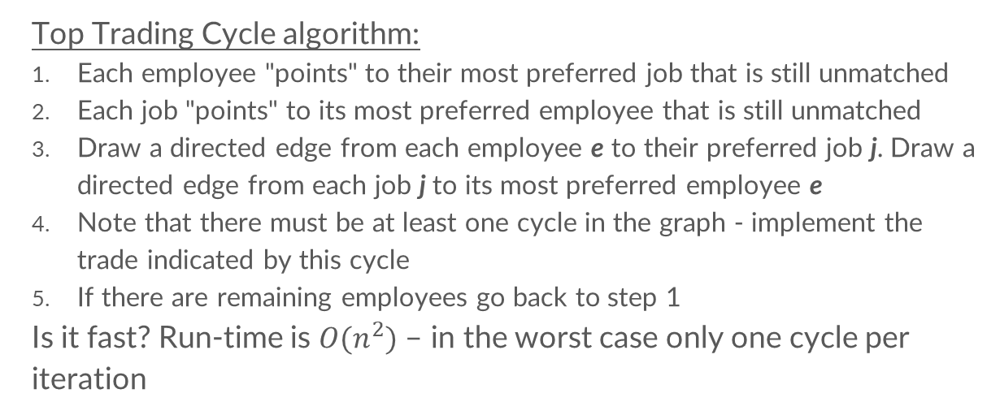 Top Trading Cycle algorithm:
1. Each employee "points" to their most preferred job that is still unmatched
2. Each job "points" to its most preferred employee that is still unmatched
3. Draw a directed edge from each employee e to their preferred job j. Draw a
directed edge from each job j to its most preferred employee e
4. Note that there must be at least one cycle in the graph - implement the
trade indicated by this cycle
5. If there are remaining employees go back to step 1
Is it fast? Run-time is O(n²) – in the worst case only one cycle per
iteration